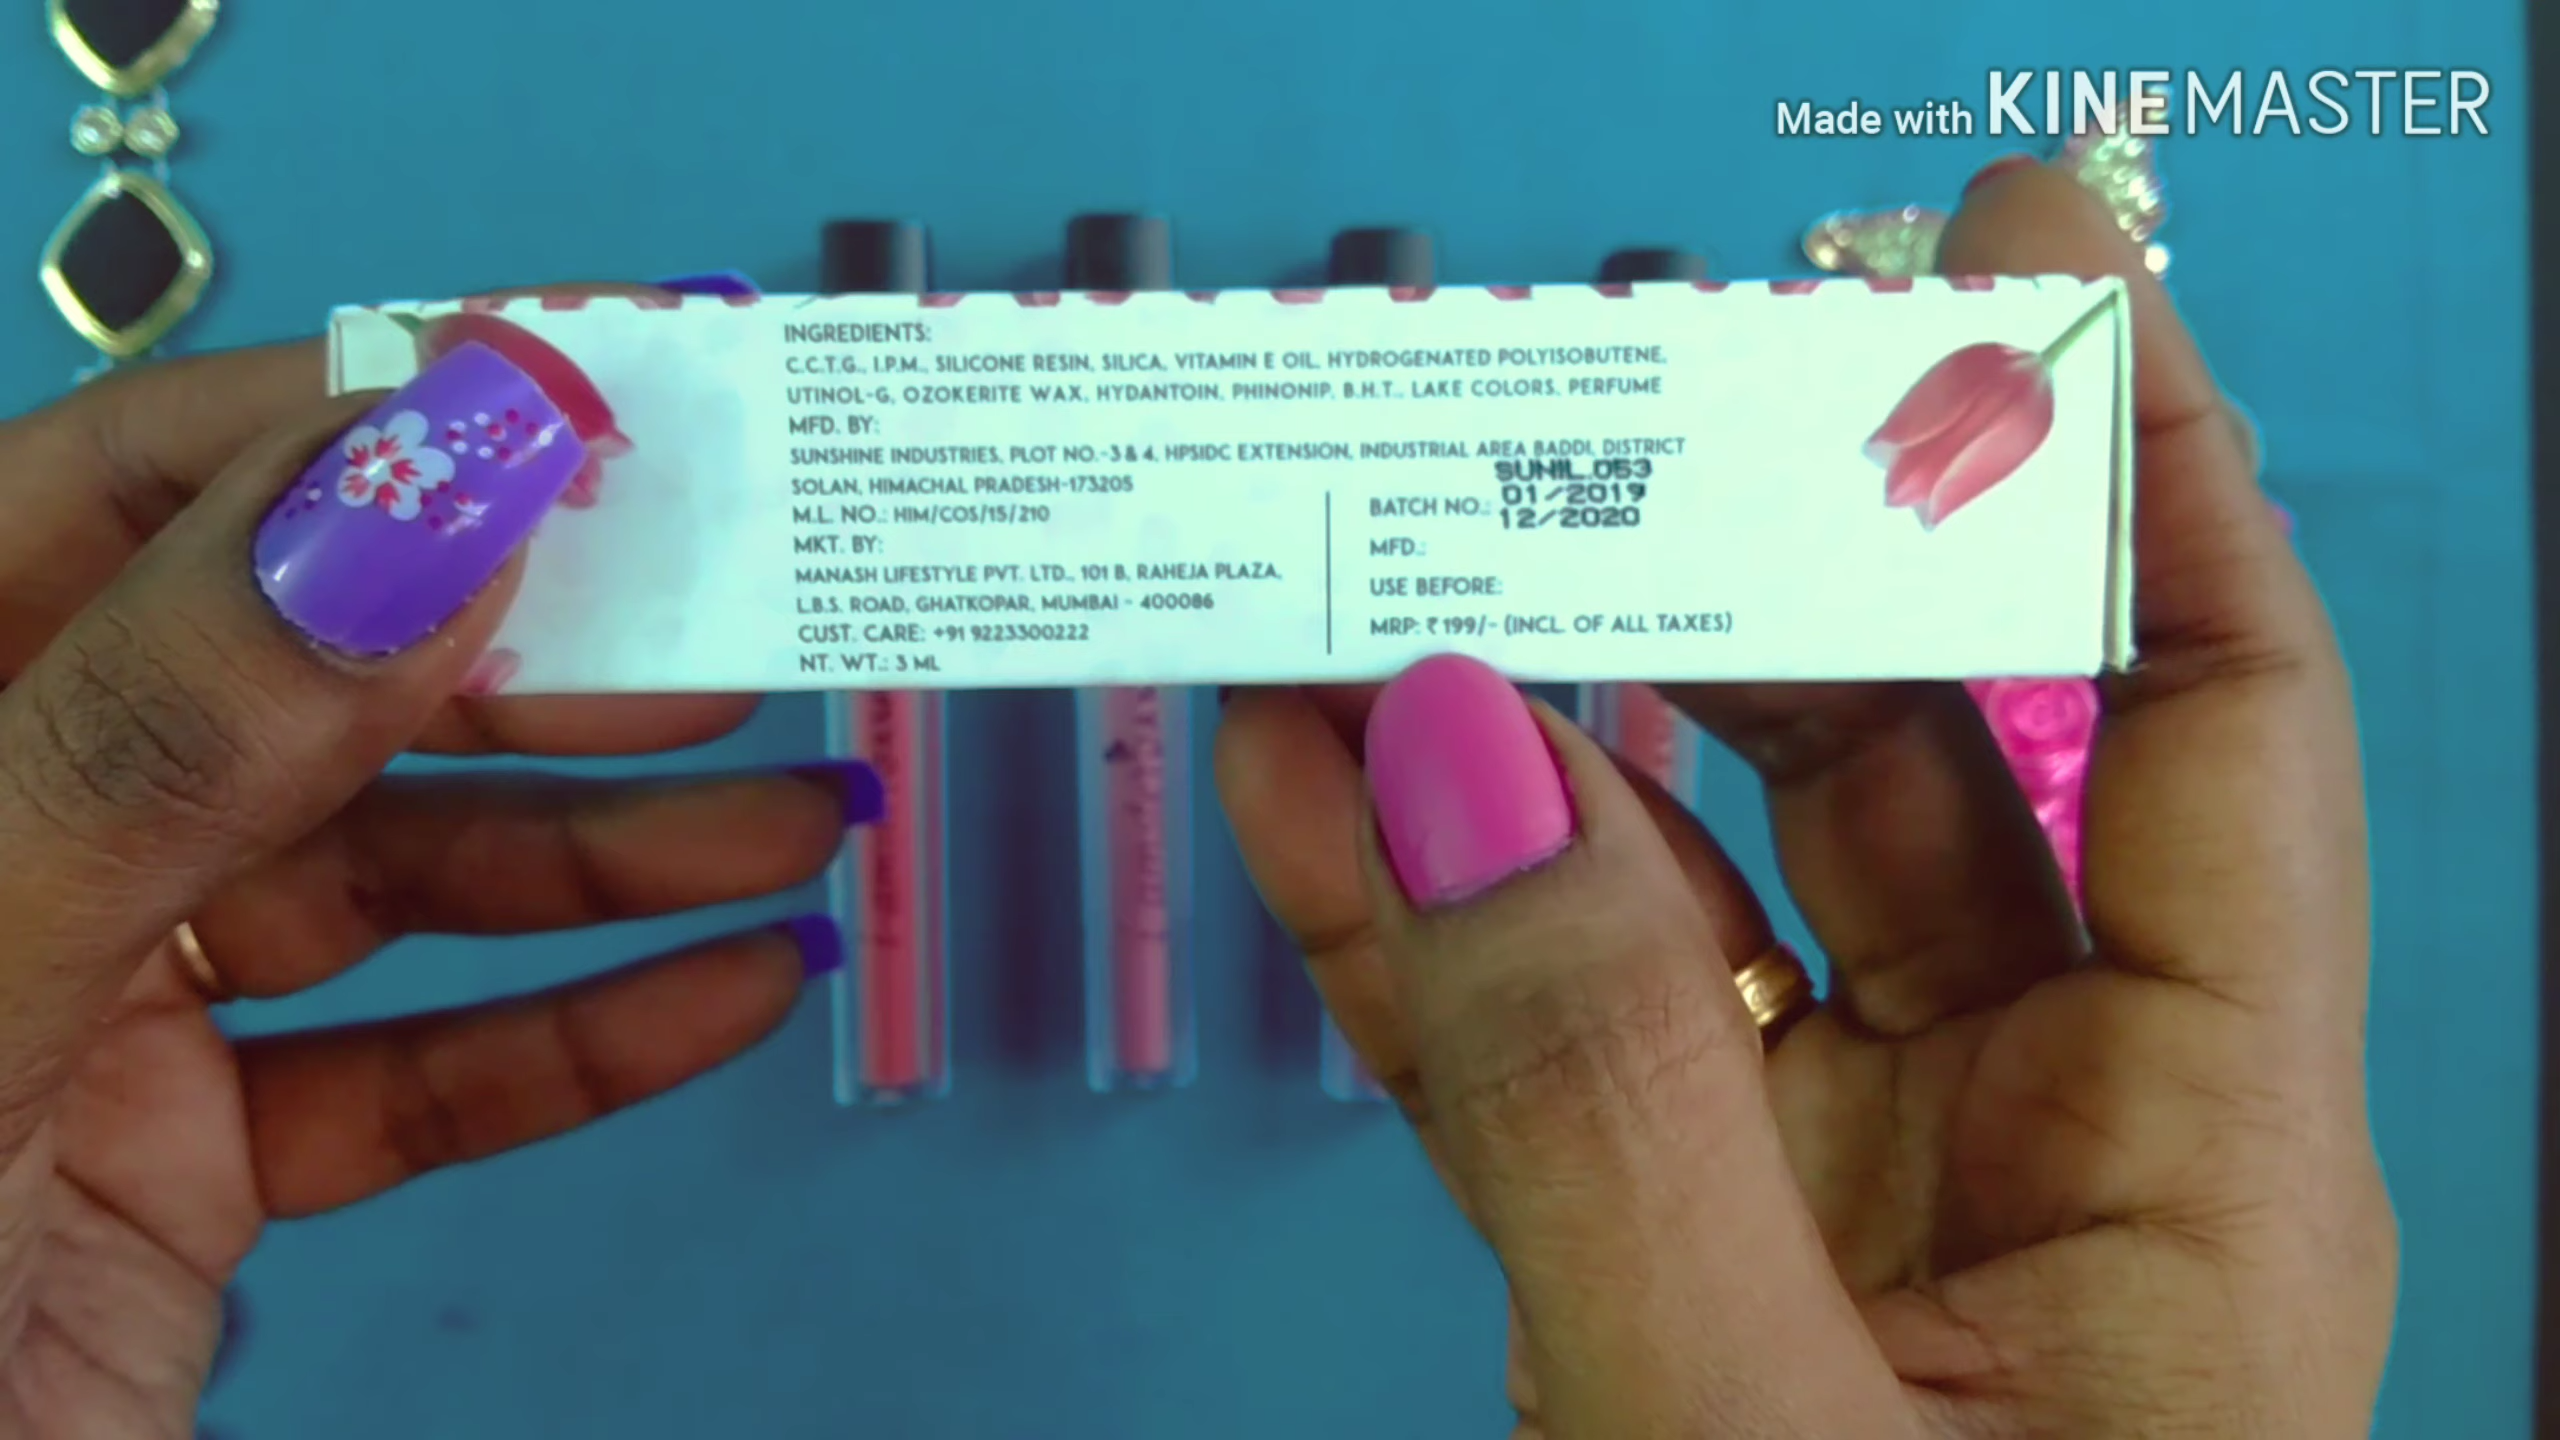 Made with KINEMASTER
INGREDIENTS:
C.C.T.G., I.P.M., SILICONE RESIN, SILICA, VITAMIN E OIL, HYDROGENATED POLYISOBUTENE,
UTINOL-G, OZOKERITE WAX, HYDANTOIN, PHINONIP, B.H.T., LAKE COLORS, PERFUME
MFD. BY:
SUNSHINE INDUSTRIES, PLOT NO.-3 & 4, HPSIDC EXTENSION, INDUSTRIAL AREA BADDI, DISTRICT
SOLAN, HIMACHAL PRADESH-173205
M.L. NO.: HIM/COS/15/210
MKT. BY:
MANASH LIFESTYLE PVT. LTD., 101 B, RAHEJA PLAZA,
L.B.S. ROAD, GHATKOPAR, MUMBAI - 400086
CUST. CARE: +91 9223300222
NT. WT.: 3 ML
SUNIL.053
01/2019
BATCH NO.:
12/2020
MFD.:
USE BEFORE:
MRP: ₹ 199/- (INCL. OF ALL TAXES)